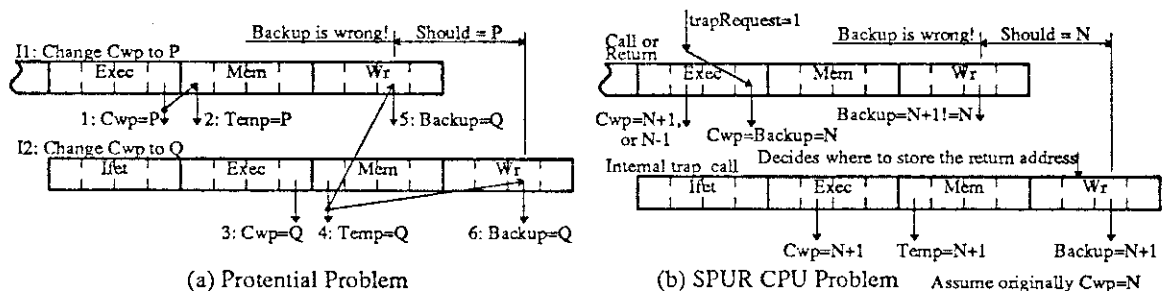 Backup is wrong!
Should = P
I1: Change Cwp to P
Exec
Mem
Wr
1: Cwp=P
2: Temp=P
5: Backup=Q
I2: Change Cwp to Q
Ifet
Exec
Mem
Wr
3: Cwp=Q
4: Temp=Q
6: Backup=Q
(a) Protential Problem
trapRequest=1
Backup is wrong!
Should = N
Call or
Return
Exec
Mem
Wr
Cwp=N+1,
or N-1
Cwp=Backup=N
Backup=N+1!=N
Internal trap_call
Decides where to store the return address
Ifet
Exec
Mem
Wr
Cwp=N+1
Temp=N+1
Backup=N+1
(b) SPUR CPU Problem
Assume originally Cwp=N